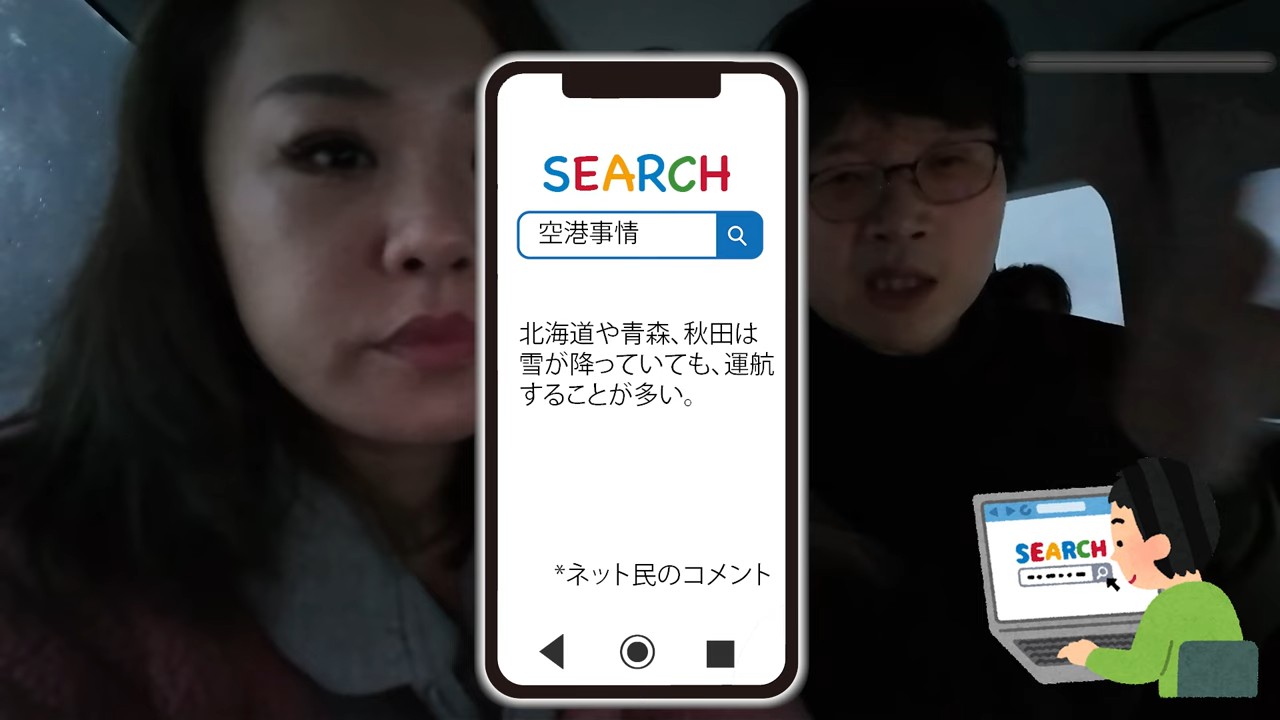 SEARCH
空港事情
北海道や青森、秋田は
雪が降っていても、運航
することが多い。
*ネット民のコメント
SEARCH